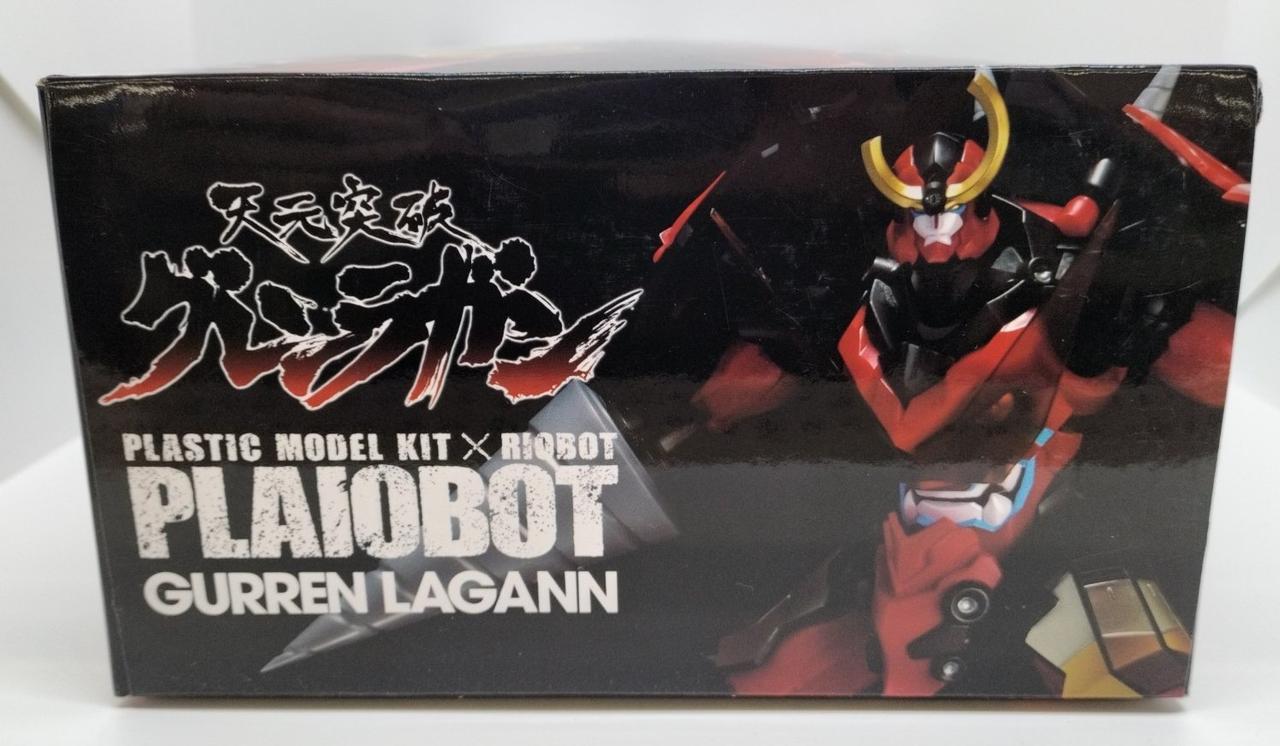 天元突破
グレンラガン
PLASTIC MODEL KIT × RIOBOT
PLAIOBOT
GURREN LAGANN